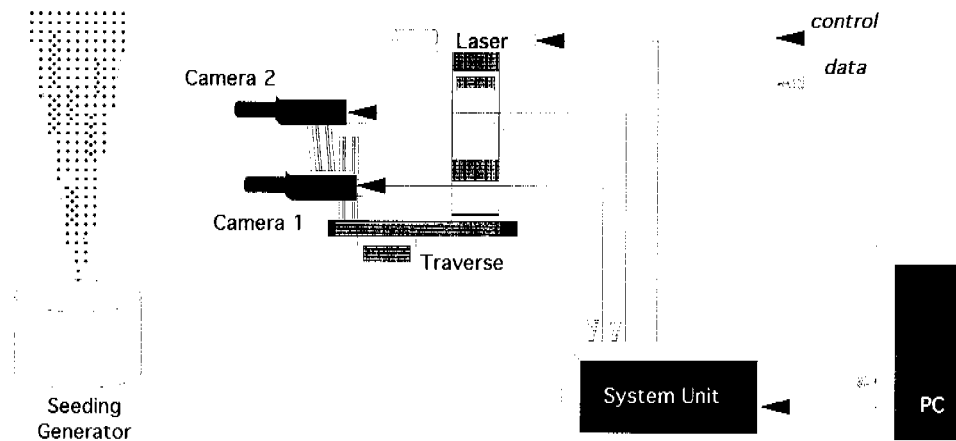 control
Laser
data
Camera 2
Camera 1
Traverse
System Unit
PC
Seeding
Generator